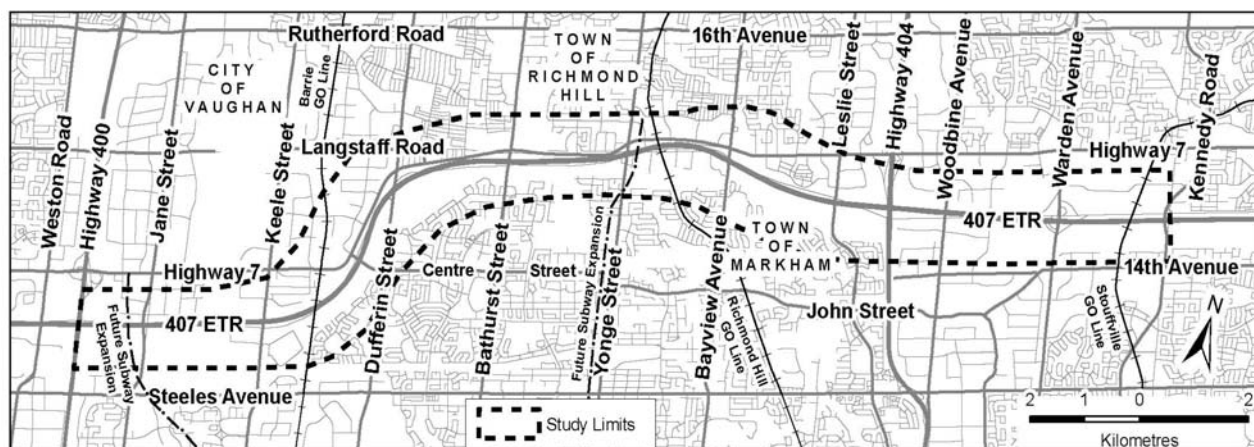 Rutherford Road
16th Avenue
TOWN
OF
RICHMOND
HILL
CITY
OF
VAUGHAN
Barrie
GO Line
Leslie Street
Highway 404
Woodbine Avenue
Warden Avenue
Kennedy Road
Weston Road
Highway 400
Jane Street
Keele Street
Langstaff Road
Highway 7
407 ETR
TOWN
OF
MARKHAM
Highway 7
Centre Street
14th Avenue
407 ETR
Future Subway
Expansion
Dufferin Street
Bathurst Street
Future Subway Expansion
Yonge Street
Bayview Avenue
Richmond Hill
GO Line
John Street
Stouffville
GO Line
N
Steeles Avenue
Study Limits
2 1 0 2
Kilometres